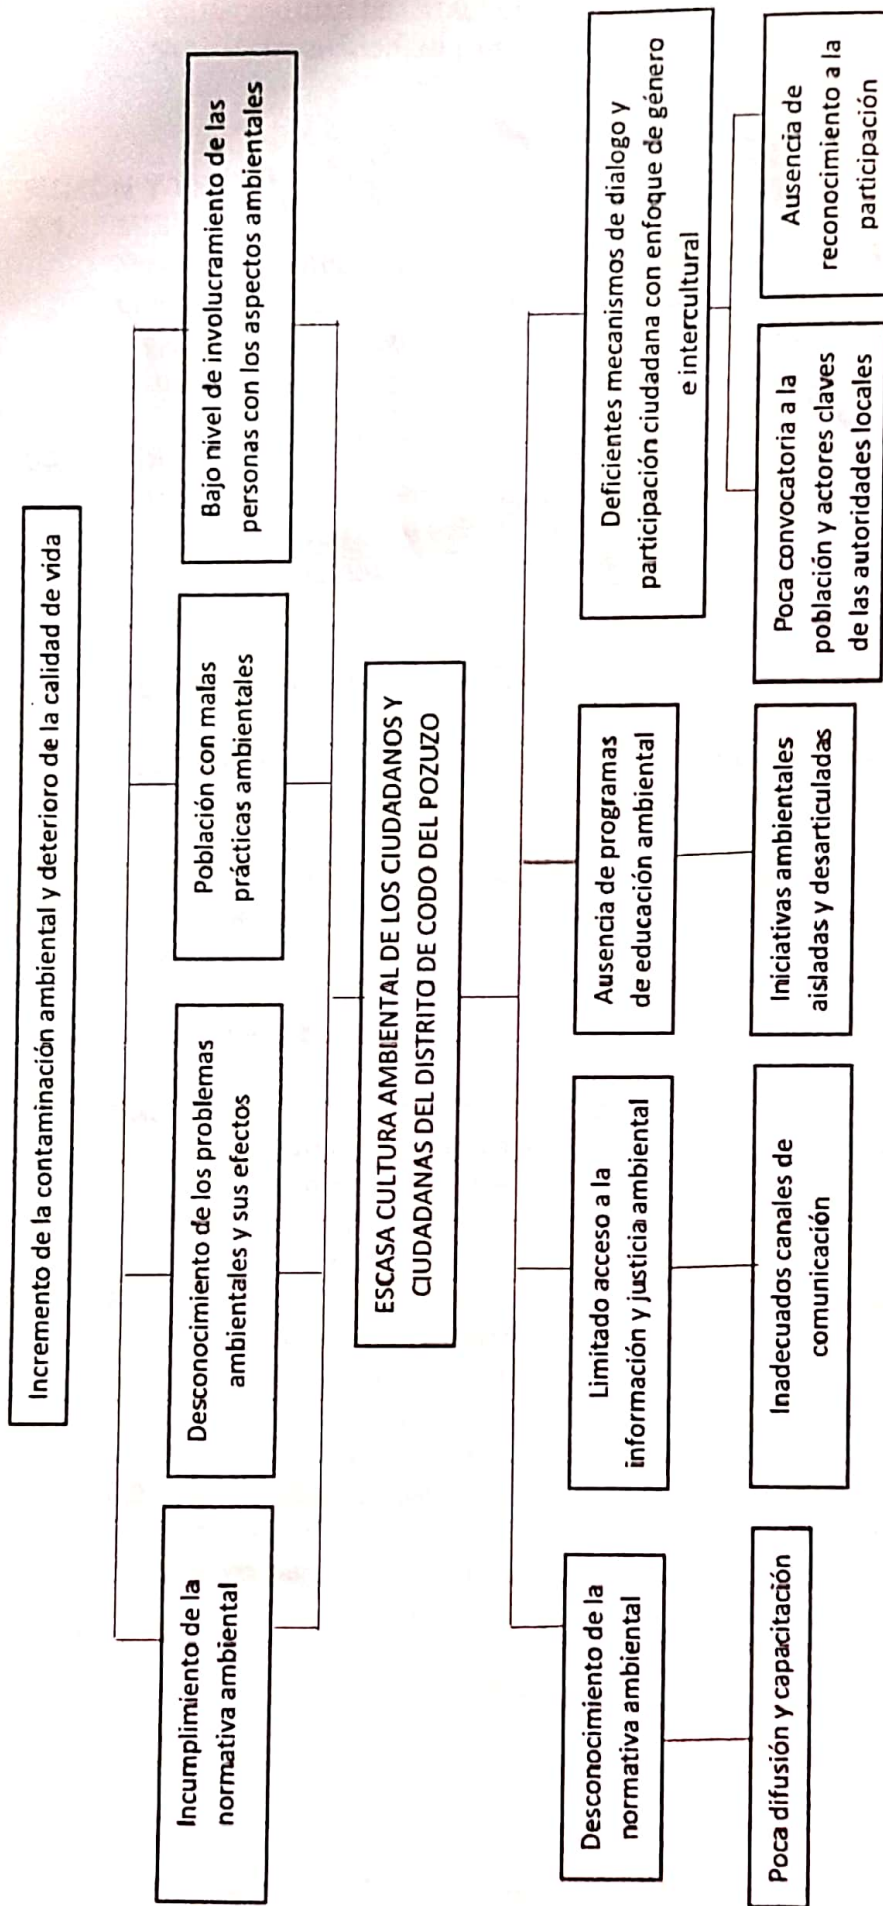 Incremento de la contaminación ambiental y deterioro de la calidad de vida
Incumplimiento de la
normativa ambiental
Desconocimiento de los problemas
ambientales y sus efectos
Población con malas
prácticas ambientales
Bajo nivel de involucramiento de las
personas con los aspectos ambientales
ESCASA CULTURA AMBIENTAL DE LOS CIUDADANOS Y
CIUDADANAS DEL DISTRITO DE CODO DEL POZUZO
Desconocimiento de la
normativa ambiental
Limitado acceso a la
información y justicia ambiental
Ausencia de programas
de educación ambiental
Deficientes mecanismos de dialogo y
participación ciudadana con enfoque de género
e intercultural
Poca difusión y capacitación
Inadecuados canales de
comunicación
Iniciativas ambientales
aisladas y desarticuladas
Poca convocatoria a la
población y actores claves
de las autoridades locales
Ausencia de
reconocimiento a la
participación